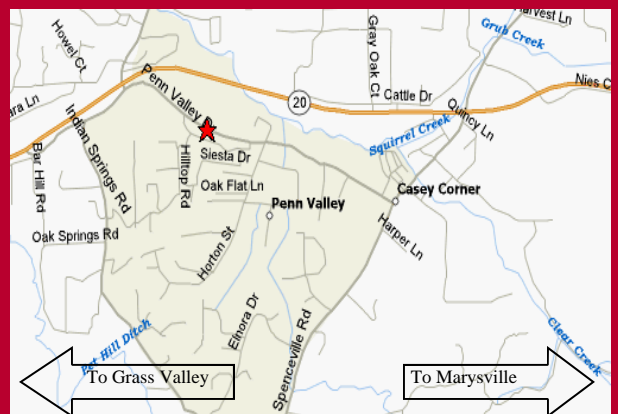 Harvest Ln
Howel Ct
Gray Oak Ct
Grub Creek
Penn Valley
Nies C
ara Ln
20
Cattle Dr
Quincy Ln
Indian Springs Rd
Squirrel Creek
Bar Hill Rd
Hilltop Rd
Siesta Dr
Oak Flat Ln
Casey Corner
Penn Valley
Oak Springs Rd
Horton St
Harper Ln
Elnora Dr
Spenceville Rd
Pet Hill Ditch
Clear Creek
To Grass Valley
To Marysville